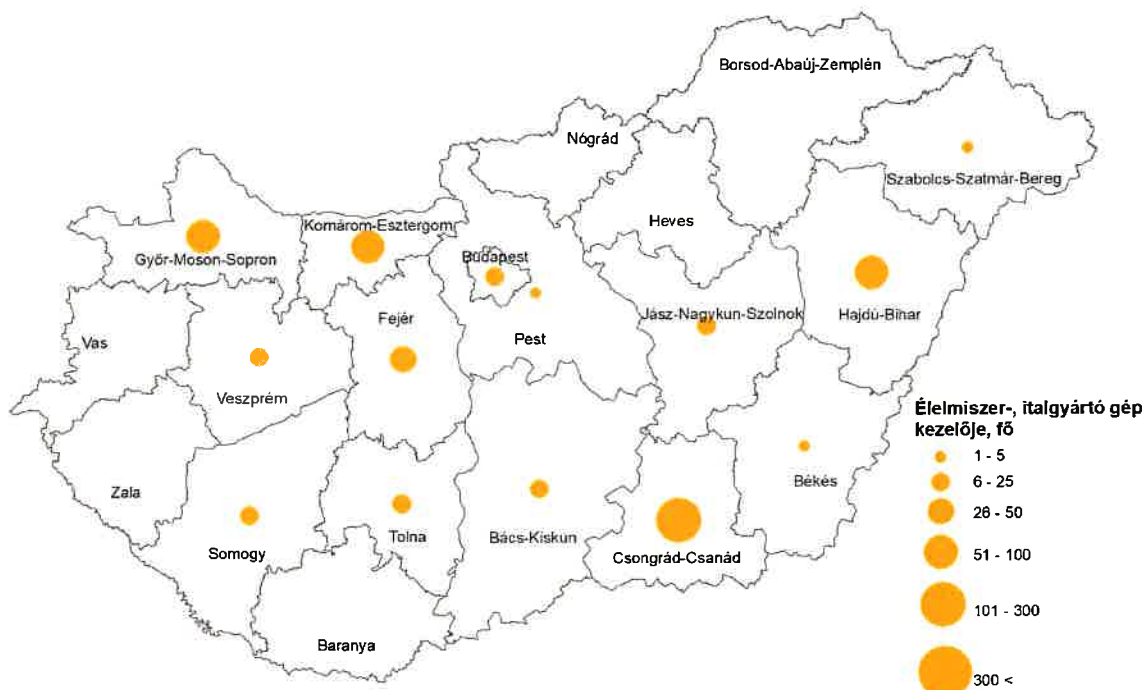 Borsod-Abaúj-Zemplén
Nógrád
Szabolcs-Szatmár-Bereg
Heves
Komárom-Esztergom
Győr-Moson-Sopron
Budapest
Jász-Nagykun-Szolnok
Hajdú-Bihar
Fejér
Pest
Vas
Veszprém
Élelmiszer-, italgyártó gép
kezelője, fő
1 - 5
6 - 25
26 - 50
51 - 100
101 - 300
300 <
Békés
Zala
Somogy
Tolna
Bács-Kiskun
Csongrád-Csanád
Baranya